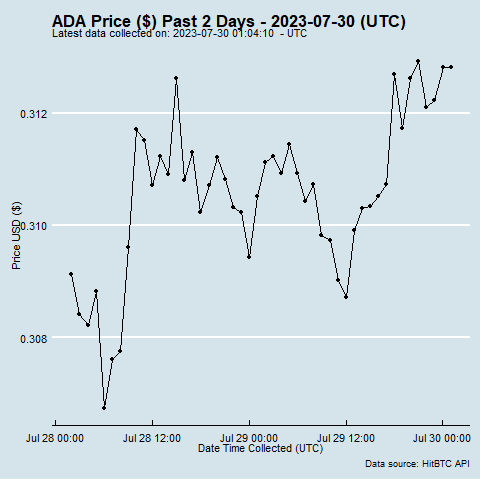 ADA Price ($) Past 2 Days - 2023-07-30 (UTC)
Latest data collected on: 2023-07-30 01:04:10 - UTC
0.312
0.310
0.308
Price USD ($)
Jul 28 00:00 Jul 28 12:00 Jul 29 00:00 Jul 29 12:00 Jul 30 00:00
Date Time Collected (UTC)
Data source: HitBTC API